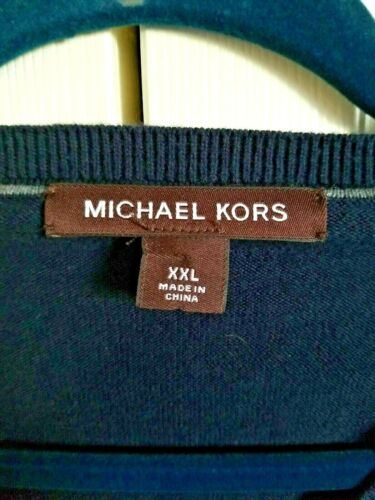 MICHAEL KORS
XXL
MADE IN
CHINA